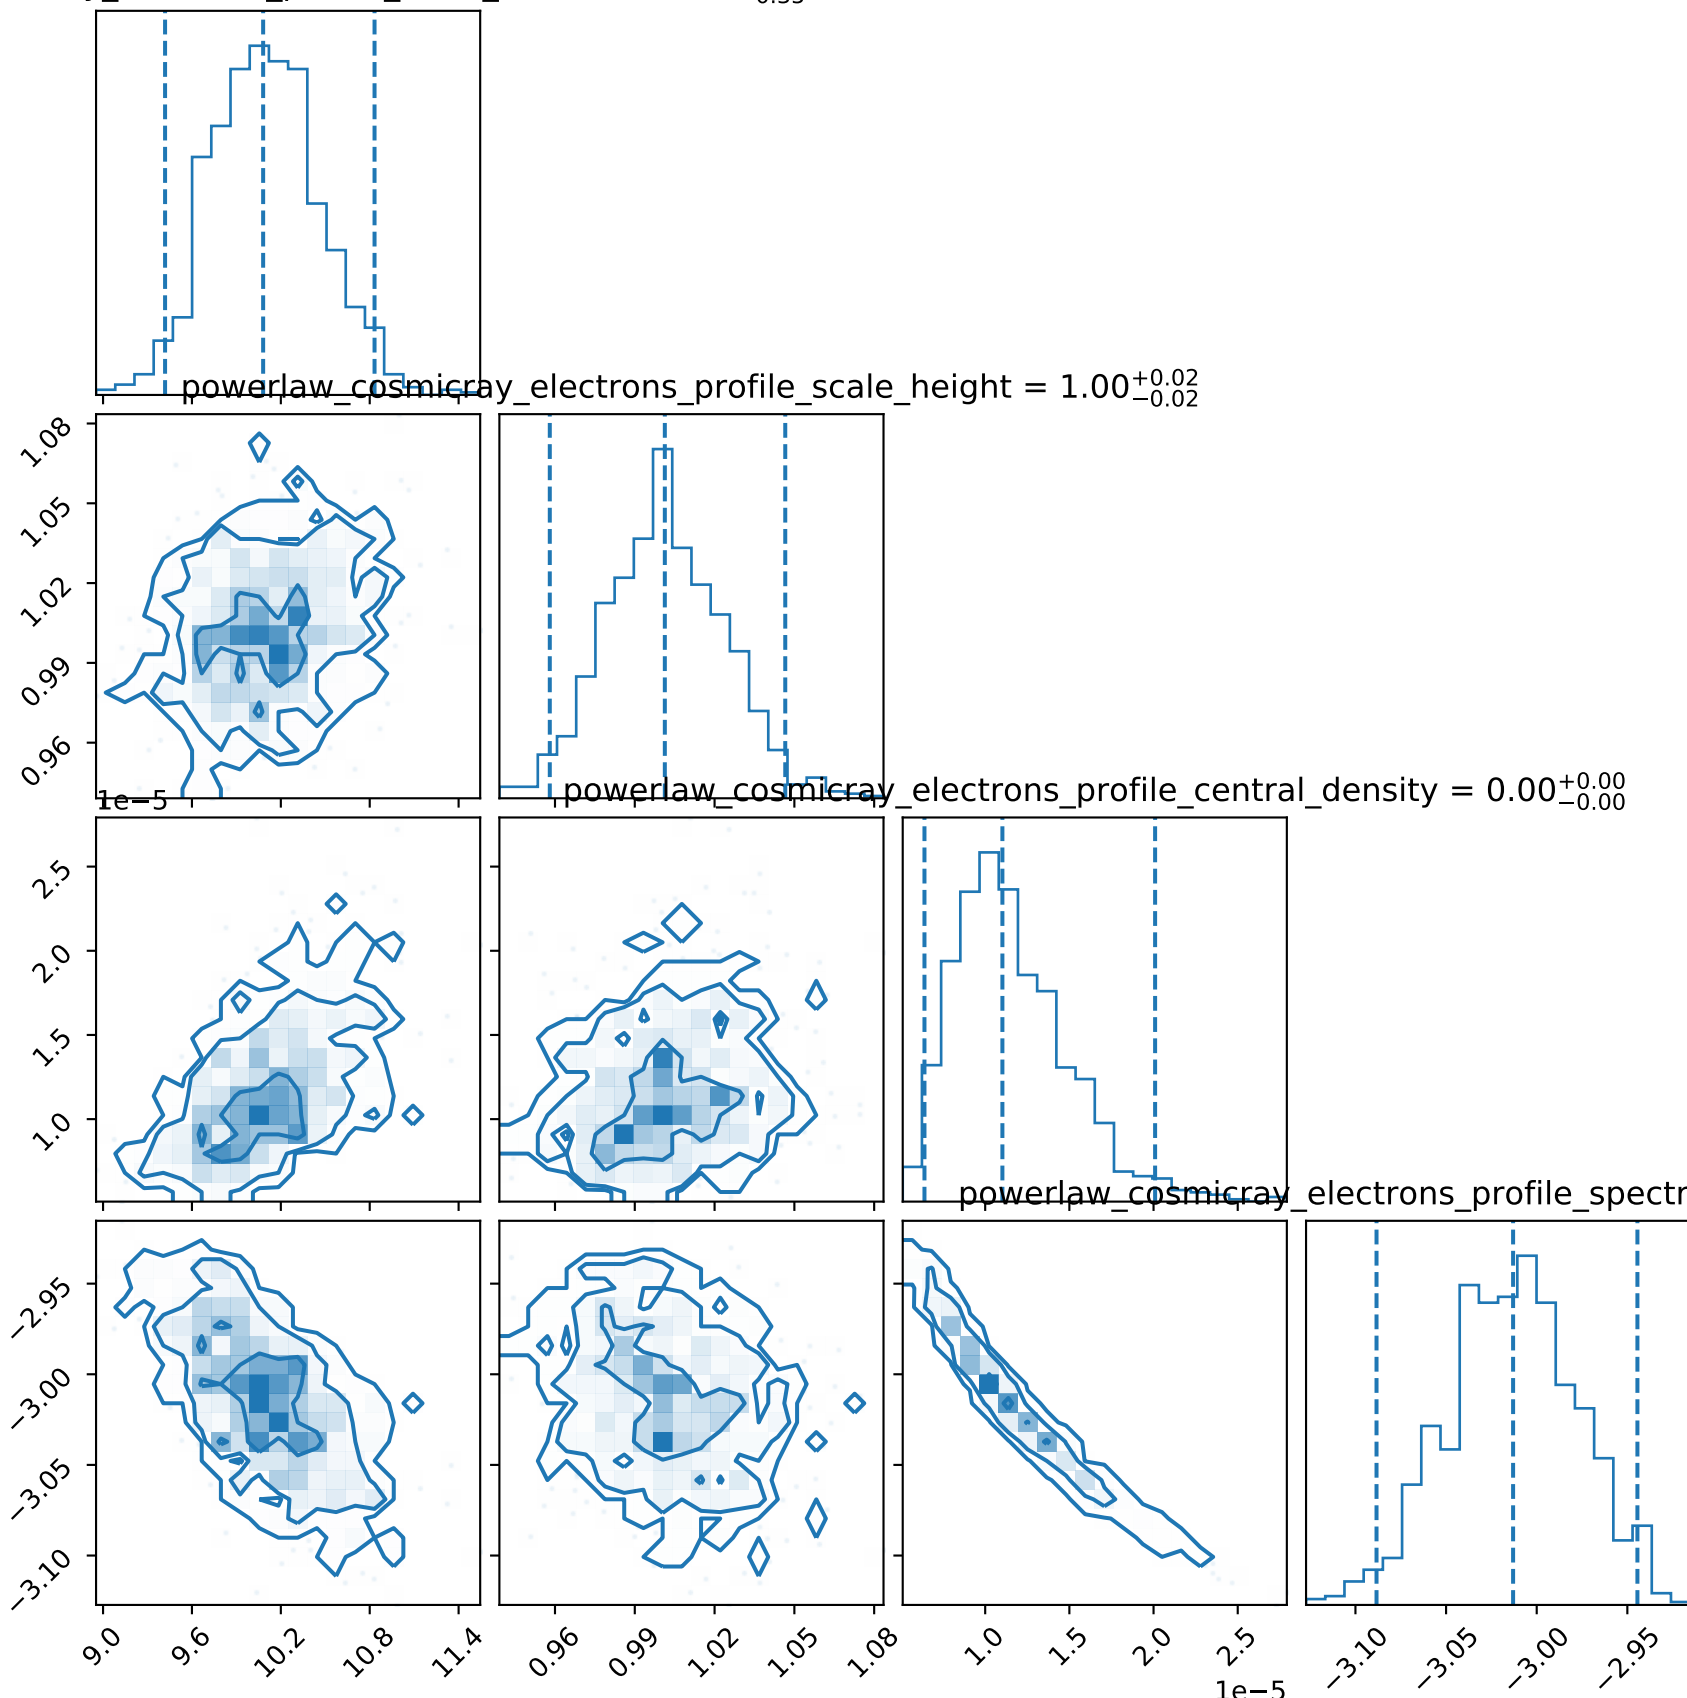 powerlaw_cosmicray_electrons_profile_scale_height = 1.00+0.02−0.02
1.08
1.05
1.02
0.99
0.96
1e−5
powerlaw_cosmicray_electrons_profile_central_density = 0.00+0.00−0.00
2.5
2.0
1.5
1.0
powerlaw_cosmicray_electrons_profile_spectr
−2.95
−3.00
−3.05
−3.10
9.0 9.6 10.2 10.8 11.4 0.96 0.99 1.02 1.05 1.08 1.0 1.5 2.0 2.5 −3.10 −3.05 −3.00 −2.95
1e−5